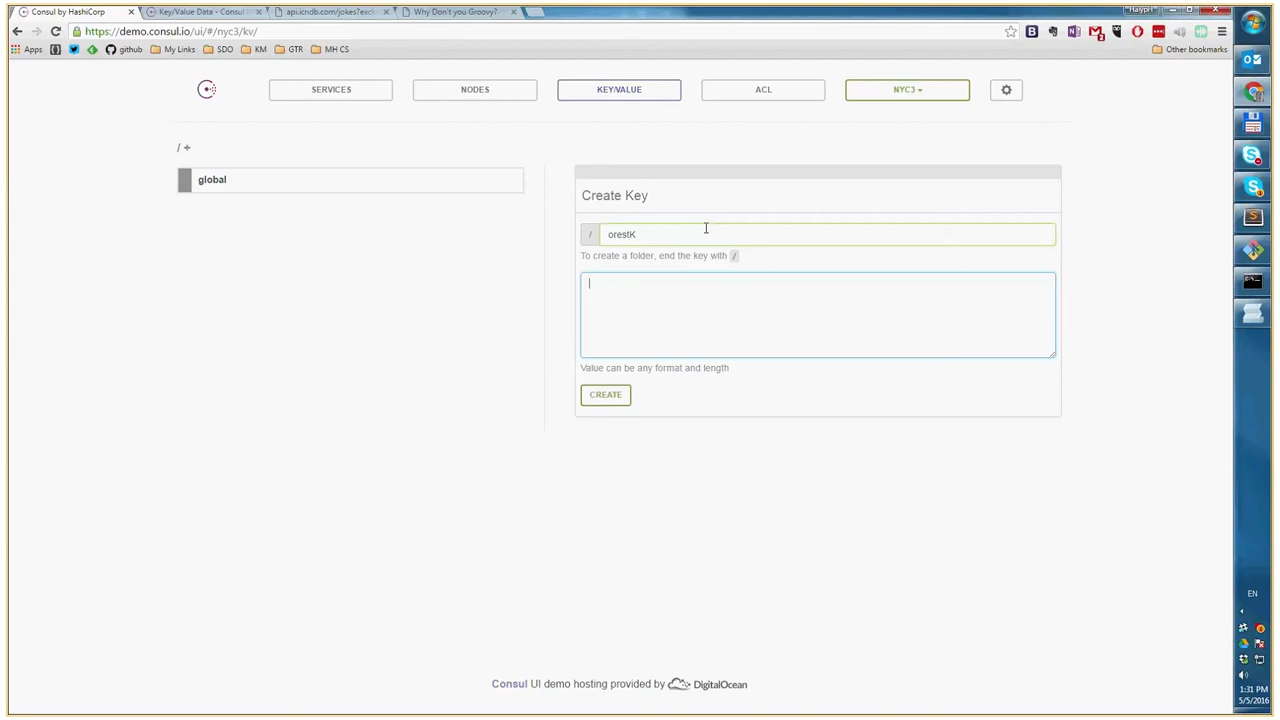 Consul by HashiCorp
Key/Value Data - Consul
api.icndb.com/jokes?exc
Why Don't you Groovy?
https://demo.consul.io/ui/#/nyc3/kv/
Apps
github
My Links
SDO
KM
GTR
MH CS
Other bookmarks
SERVICES
NODES
KEY/VALUE
ACL
NYC3
/ +
global
Create Key
/
orestK
To create a folder, end the key with /
Value can be any format and length
CREATE
Consul UI demo hosting provided by DigitalOcean
EN
1:31 PM
5/5/2016